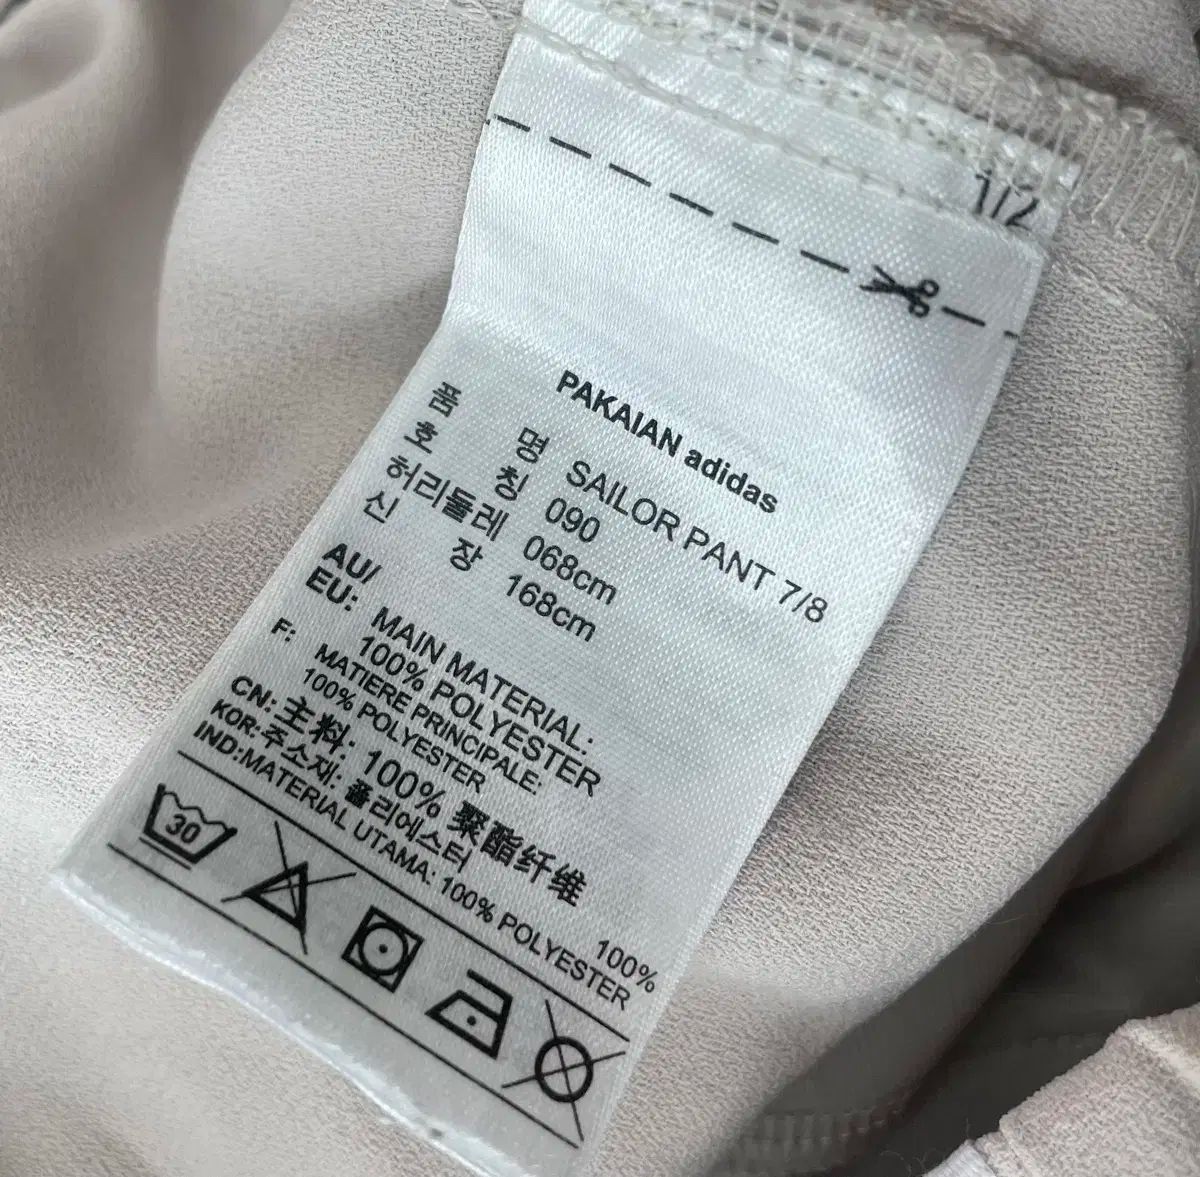 1/2
PAKAIAN adidas
품 명 SAILOR PANT 7/8
호 칭 090
허리둘레 068cm
신 장 168cm
AU/
EU: MAIN MATERIAL:
100% POLYESTER
F: MATIERE PRINCIPALE:
100% POLYESTER
CN: 主料: 100% 聚酯纤维
KOR: 주소재: 폴리에스터 100%
IND: MATERIAL UTAMA: 100% POLYESTER
30